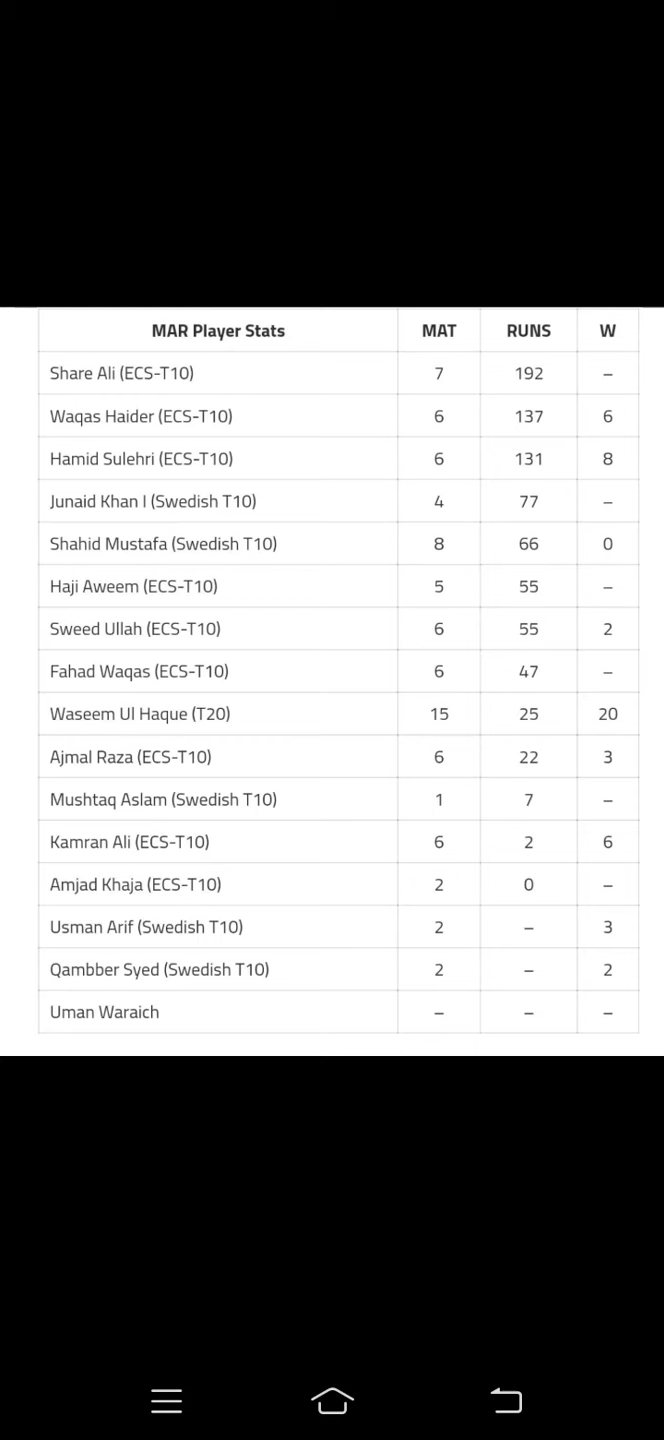 MAR Player Stats MAT RUNS W
Share Ali (ECS-T10) 7 192 –
Waqas Haider (ECS-T10) 6 137 6
Hamid Sulehri (ECS-T10) 6 131 8
Junaid Khan I (Swedish T10) 4 77 –
Shahid Mustafa (Swedish T10) 8 66 0
Haji Aweem (ECS-T10) 5 55 –
Sweed Ullah (ECS-T10) 6 55 2
Fahad Waqas (ECS-T10) 6 47 –
Waseem Ul Haque (T20) 15 25 20
Ajmal Raza (ECS-T10) 6 22 3
Mushtaq Aslam (Swedish T10) 1 7 –
Kamran Ali (ECS-T10) 6 2 6
Amjad Khaja (ECS-T10) 2 0 –
Usman Arif (Swedish T10) 2 – 3
Qambber Syed (Swedish T10) 2 – 2
Uman Waraich – – –